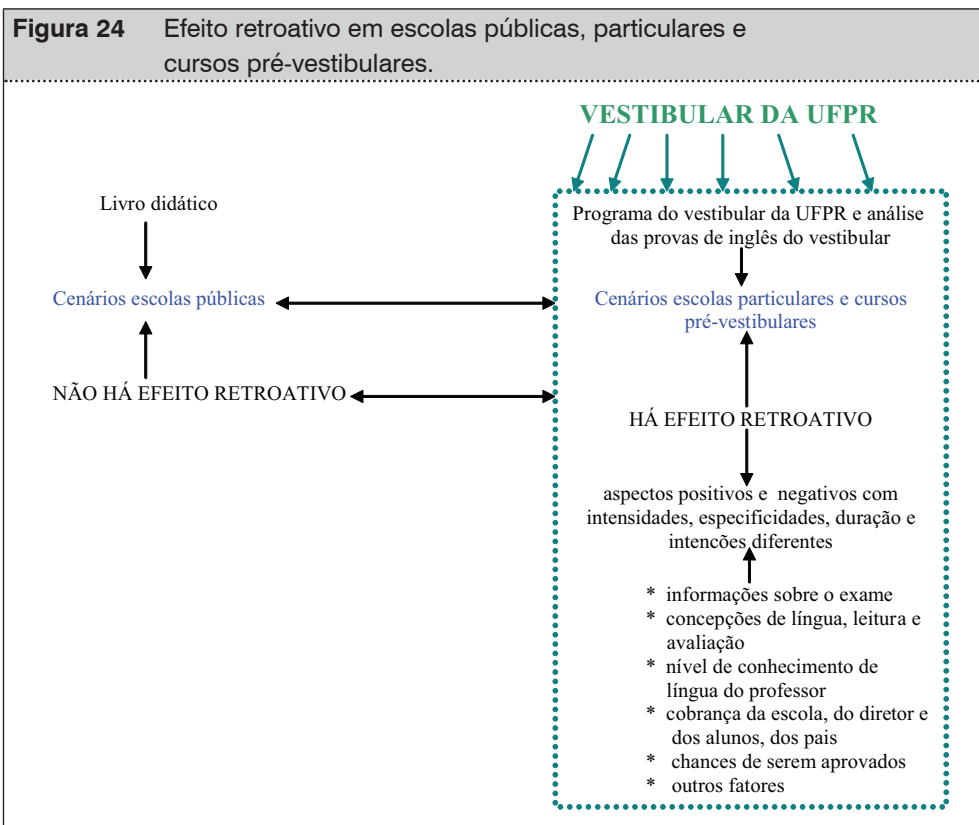 Figura 24 Efeito retroativo em escolas públicas, particulares e
cursos pré-vestibulares.
VESTIBULAR DA UFPR
Livro didático
Cenários escolas públicas
NÃO HÁ EFEITO RETROATIVO
Programa do vestibular da UFPR e análise
das provas de inglês do vestibular
Cenários escolas particulares e cursos
pré-vestibulares
HÁ EFEITO RETROATIVO
aspectos positivos e negativos com
intensidades, especificidades, duração e
intencões diferentes
* informações sobre o exame
* concepções de língua, leitura e
avaliação
* nível de conhecimento de
língua do professor
* cobrança da escola, do diretor e
dos alunos, dos pais
* chances de serem aprovados
* outros fatores